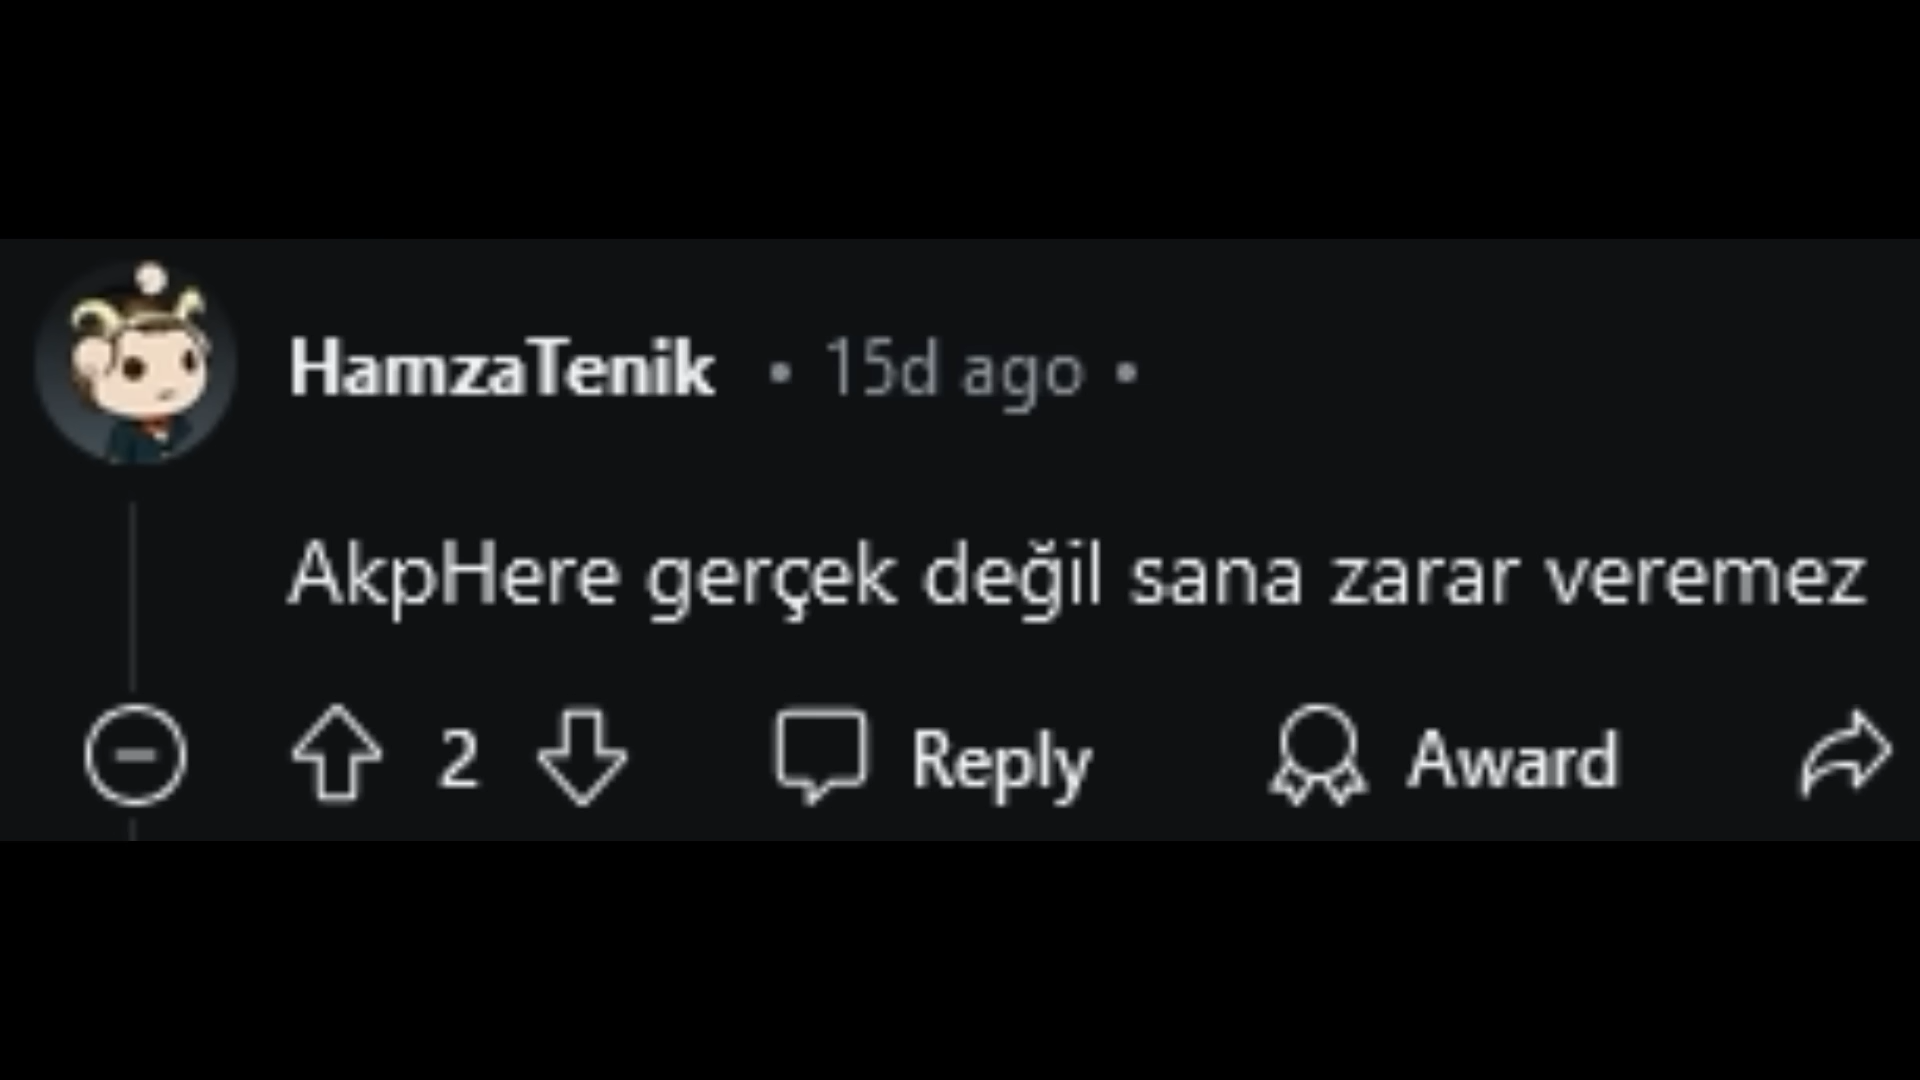 HamzaTenik • 15d ago •
AkpHere gerçek değil sana zarar veremez
2 Reply Award